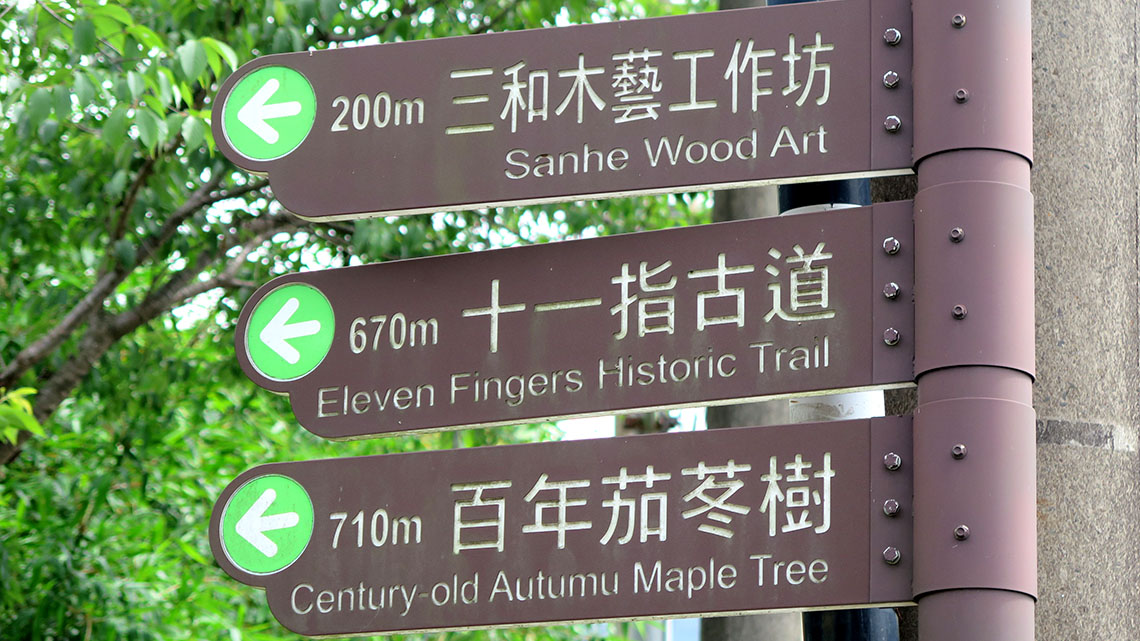 200m 三和木藝工作坊
Sanhe Wood Art
670m 十一指古道
Eleven Fingers Historic Trail
710m 百年茄苳樹
Century-old Autumu Maple Tree